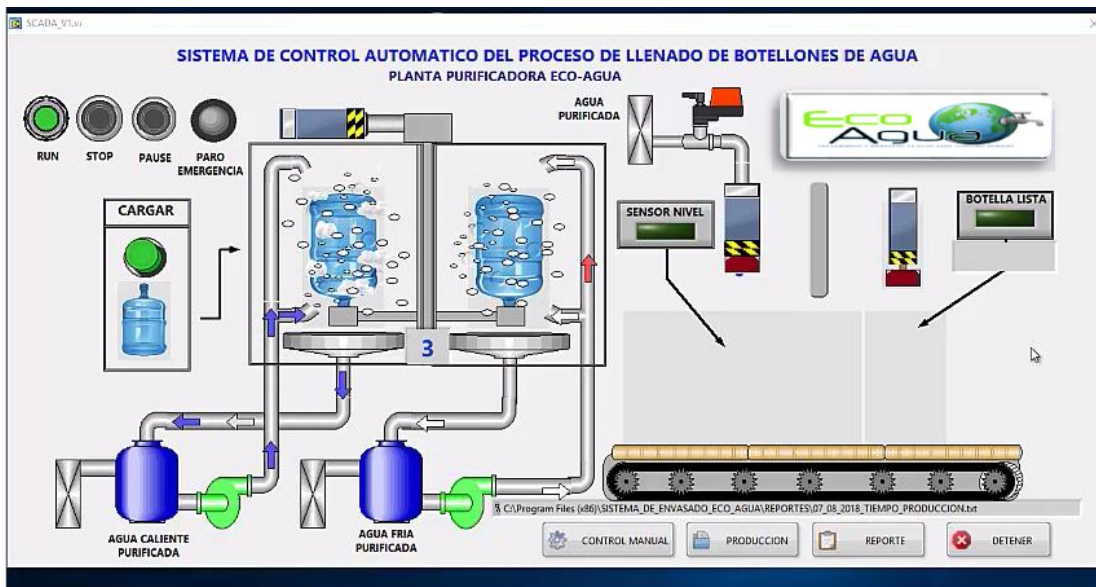 SCADA_V1.vi
SISTEMA DE CONTROL AUTOMATICO DEL PROCESO DE LLENADO DE BOTELLONES DE AGUA
PLANTA PURIFICADORA ECO-AGUA
RUN
STOP
PAUSE
PARO
EMERGENCIA
AGUA
PURIFICADA
Eco
Agua
CARGAR
SENSOR NIVEL
BOTELLA LISTA
3
AGUA CALIENTE
PURIFICADA
AGUA FRIA
PURIFICADA
C:\Program Files (x86)\SISTEMA_DE_ENVASADO_ECO_AGUA\REPORTES\07_08_2018_TIEMPO_PRODUCCION.txt
CONTROL MANUAL
PRODUCCION
REPORTE
DETENER